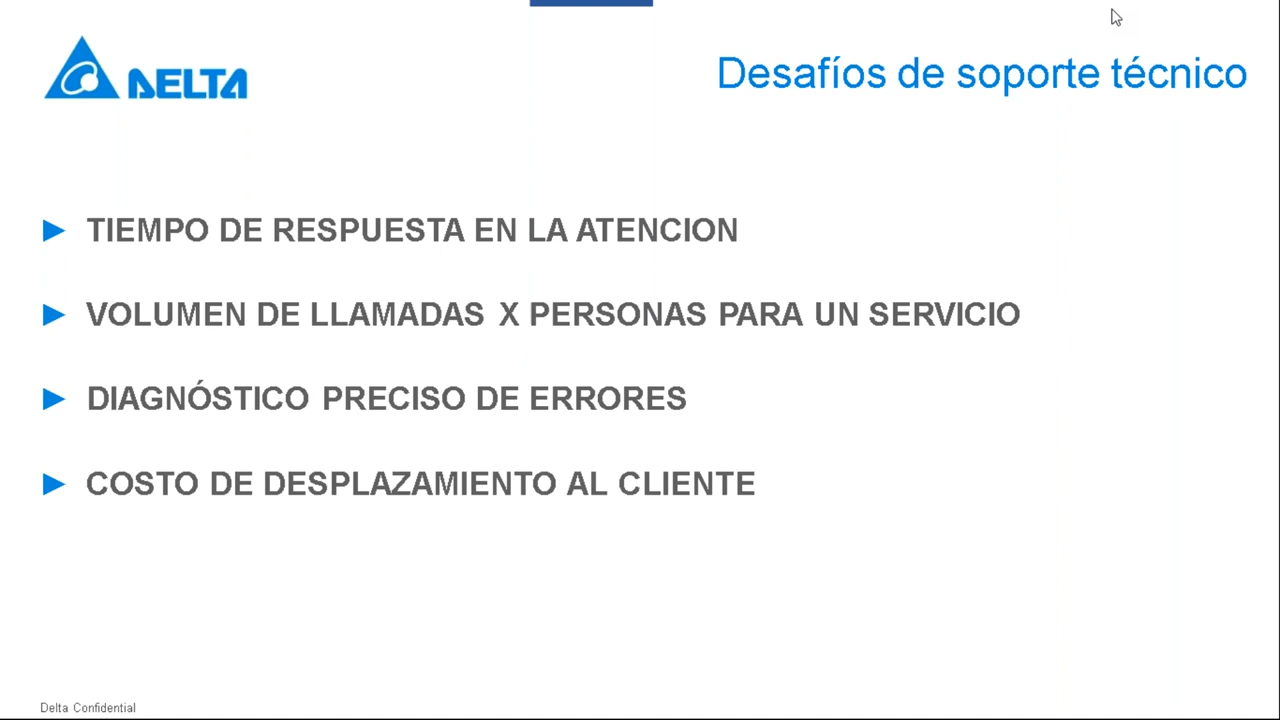 DELTA
Desafíos de soporte técnico
TIEMPO DE RESPUESTA EN LA ATENCION
VOLUMEN DE LLAMADAS X PERSONAS PARA UN SERVICIO
DIAGNÓSTICO PRECISO DE ERRORES
COSTO DE DESPLAZAMIENTO AL CLIENTE
Delta Confidential